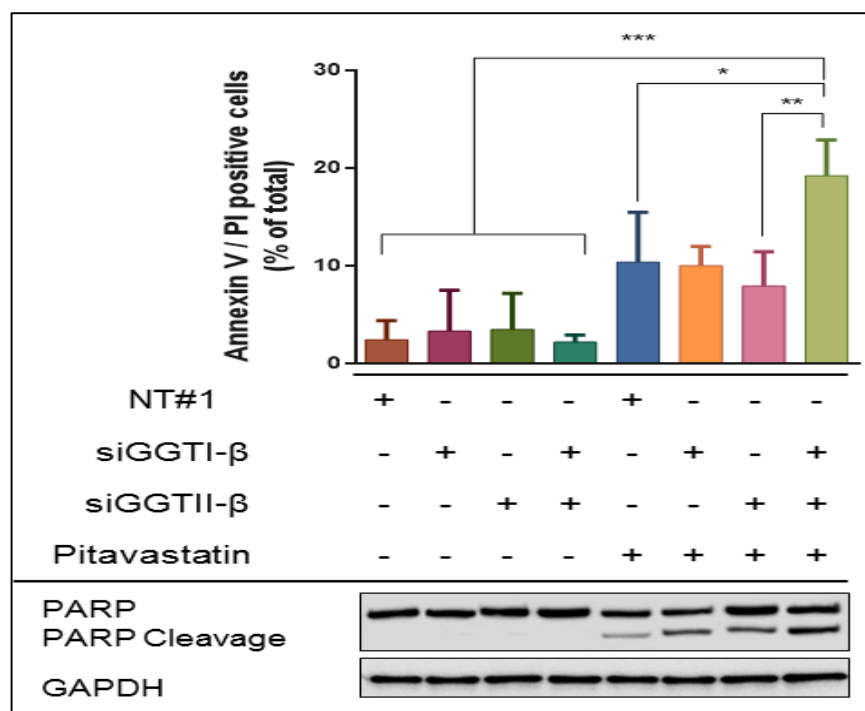 ***
*
**
Annexin V / PI positive cells
(% of total)
30
20
10
0
NT#1 + - - - + - - -
siGGTI-β - + - + - + - +
siGGTII-β - - + + - - + +
Pitavastatin - - - - + + + +
PARP
PARP Cleavage
GAPDH